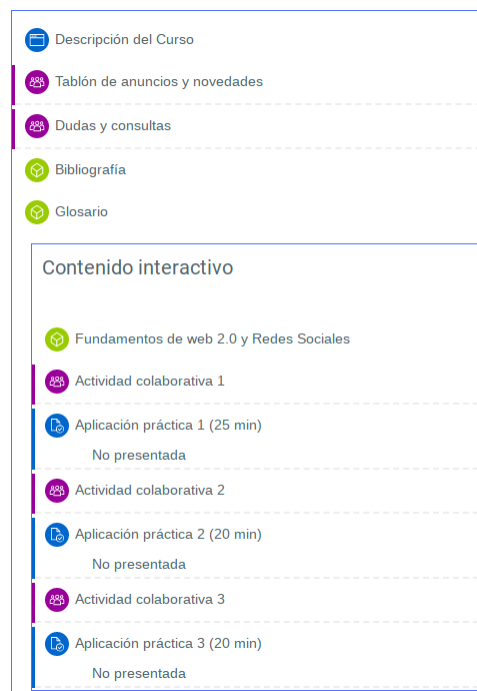 Descripción del Curso
Tablón de anuncios y novedades
Dudas y consultas
Bibliografía
Glosario
Contenido interactivo
Fundamentos de web 2.0 y Redes Sociales
Actividad colaborativa 1
Aplicación práctica 1 (25 min)
No presentada
Actividad colaborativa 2
Aplicación práctica 2 (20 min)
No presentada
Actividad colaborativa 3
Aplicación práctica 3 (20 min)
No presentada